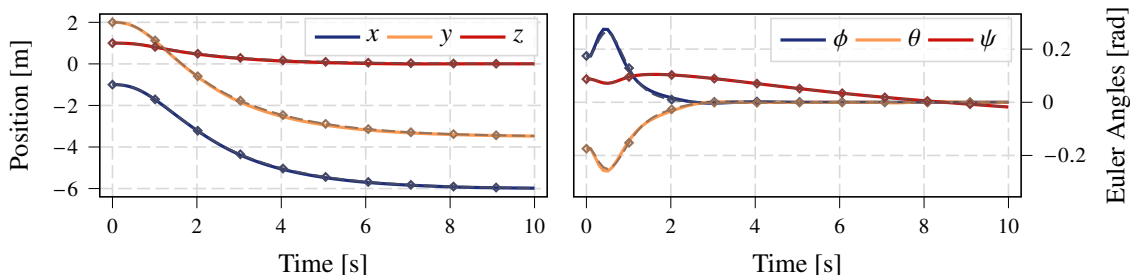 Position [m]
2
0
−2
−4
−6
x y z
0 2 4 6 8 10
Time [s]
ϕ θ ψ
0.2
0
−0.2
Euler Angles [rad]
0 2 4 6 8 10
Time [s]